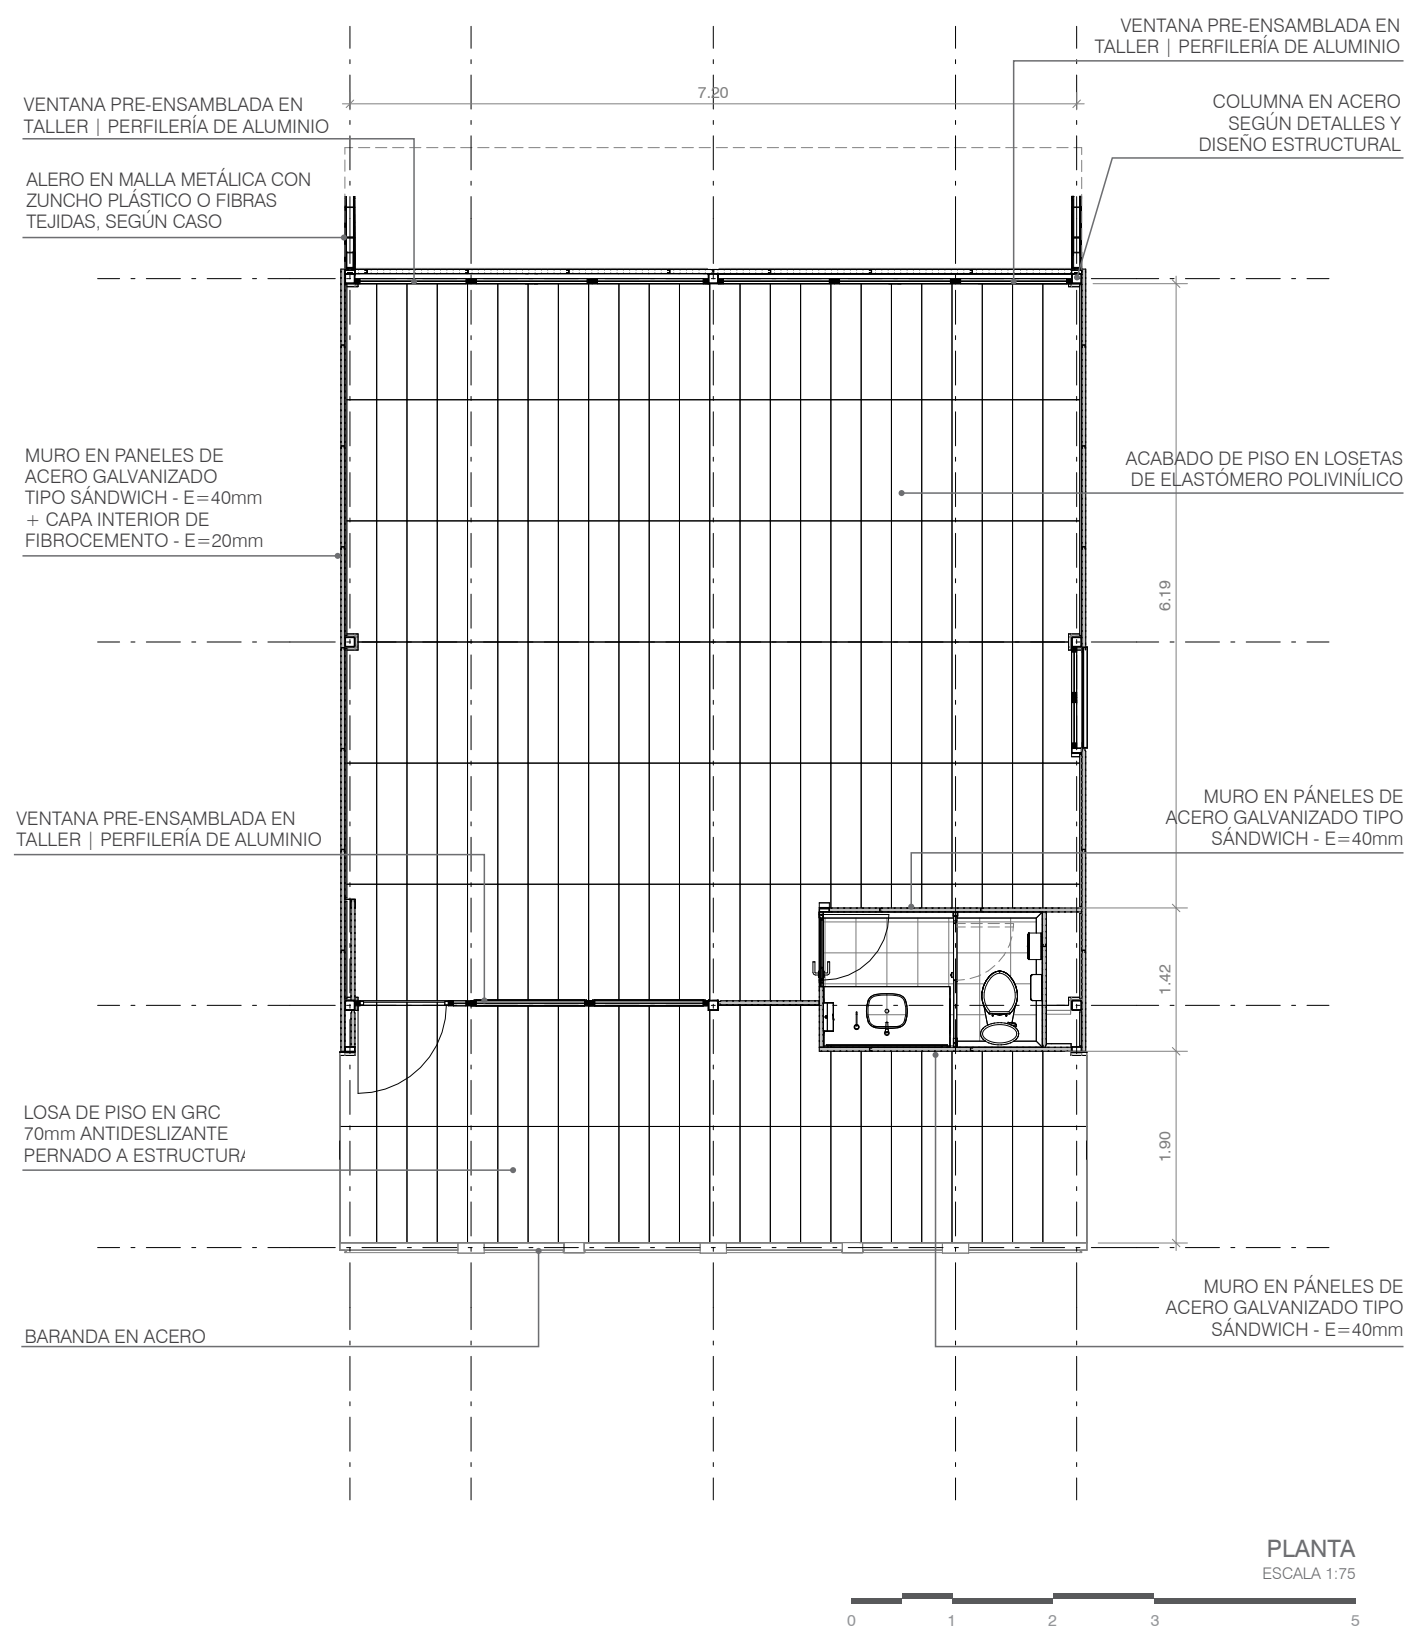 VENTANA PRE-ENSAMBLADA EN
TALLER | PERFILERÍA DE ALUMINIO
7.20
VENTANA PRE-ENSAMBLADA EN
TALLER | PERFILERÍA DE ALUMINIO
COLUMNA EN ACERO
SEGÚN DETALLES Y
DISEÑO ESTRUCTURAL
ALERO EN MALLA METÁLICA CON
ZUNCHO PLÁSTICO O FIBRAS
TEJIDAS, SEGÚN CASO
MURO EN PANELES DE
ACERO GALVANIZADO
TIPO SÁNDWICH - E=40mm
+ CAPA INTERIOR DE
FIBROCEMENTO - E=20mm
ACABADO DE PISO EN LOSETAS
DE ELASTÓMERO POLIVINÍLICO
6.19
MURO EN PÁNELES DE
ACERO GALVANIZADO TIPO
SÁNDWICH - E=40mm
VENTANA PRE-ENSAMBLADA EN
TALLER | PERFILERÍA DE ALUMINIO
1.42
LOSA DE PISO EN GRC
70mm ANTIDESLIZANTE
PERNADO A ESTRUCTURA
1.90
MURO EN PÁNELES DE
ACERO GALVANIZADO TIPO
SÁNDWICH - E=40mm
BARANDA EN ACERO
PLANTA
ESCALA 1:75
0 1 2 3 5